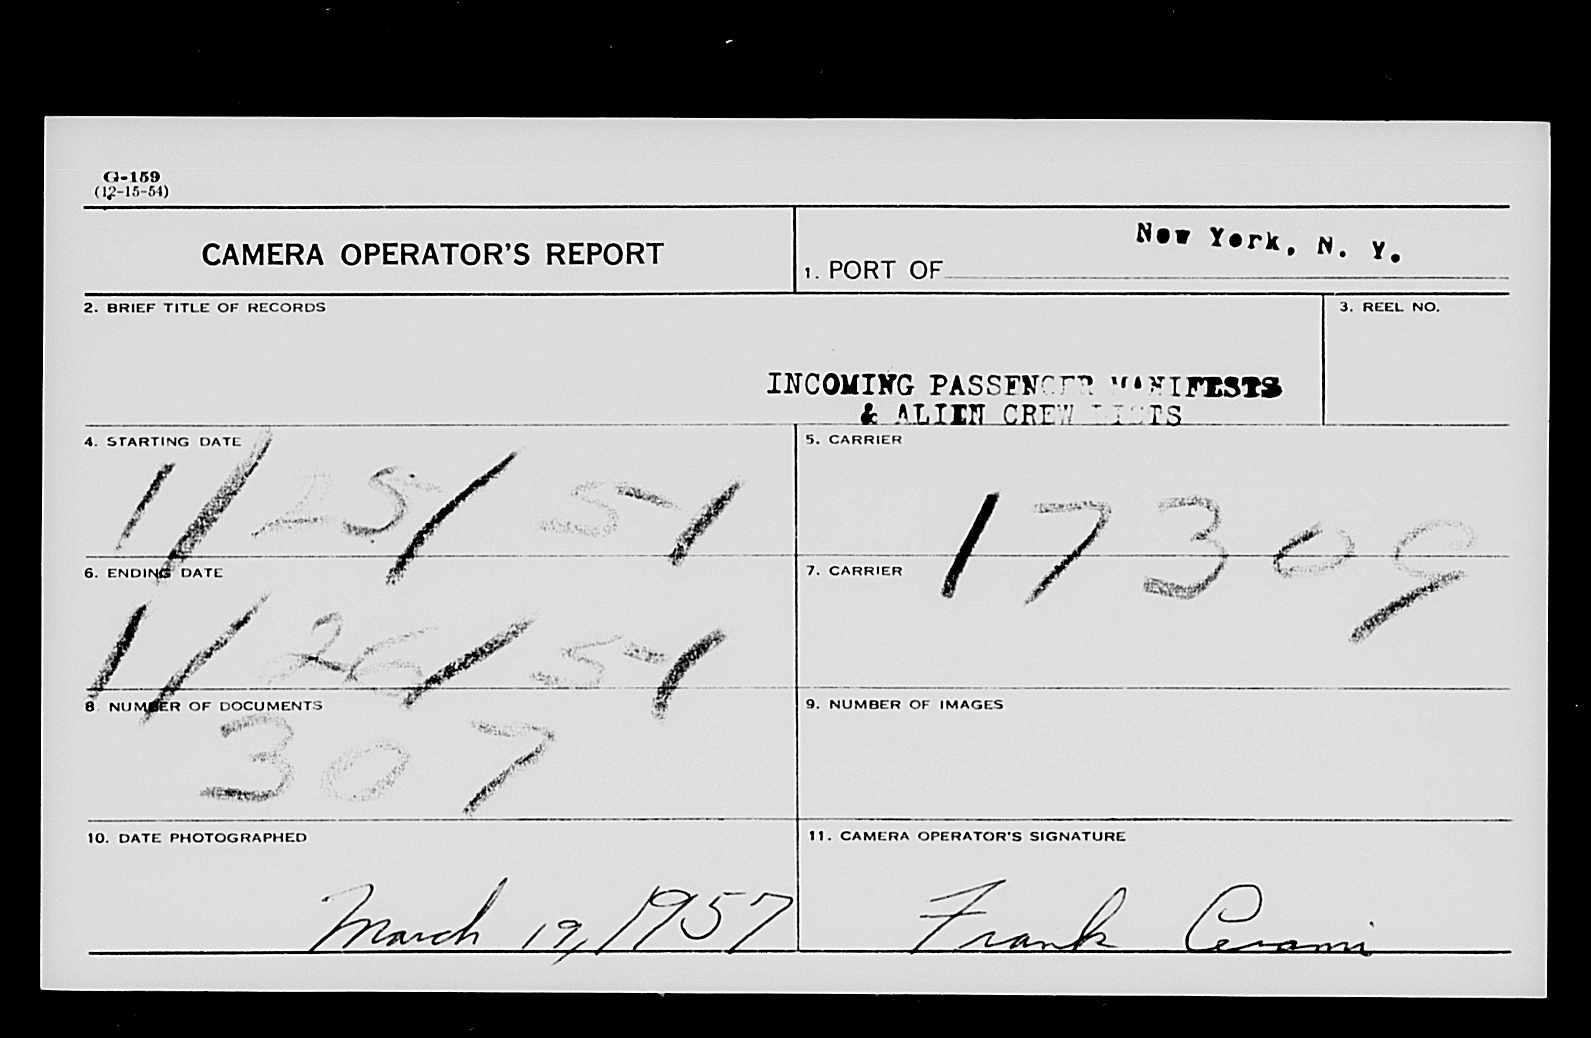 G-159
(12-15-54)
CAMERA OPERATOR'S REPORT
1. PORT OF New York, N. Y.
2. BRIEF TITLE OF RECORDS
3. REEL NO.
INCOMING PASSENGER MANIFESTS
& ALIEN CREW LISTS
4. STARTING DATE
1/25/51
5. CARRIER
17309
6. ENDING DATE
1/26/51
7. CARRIER
8. NUMBER OF DOCUMENTS
307
9. NUMBER OF IMAGES
10. DATE PHOTOGRAPHED
March 19, 1957
11. CAMERA OPERATOR'S SIGNATURE
Frank Cerami